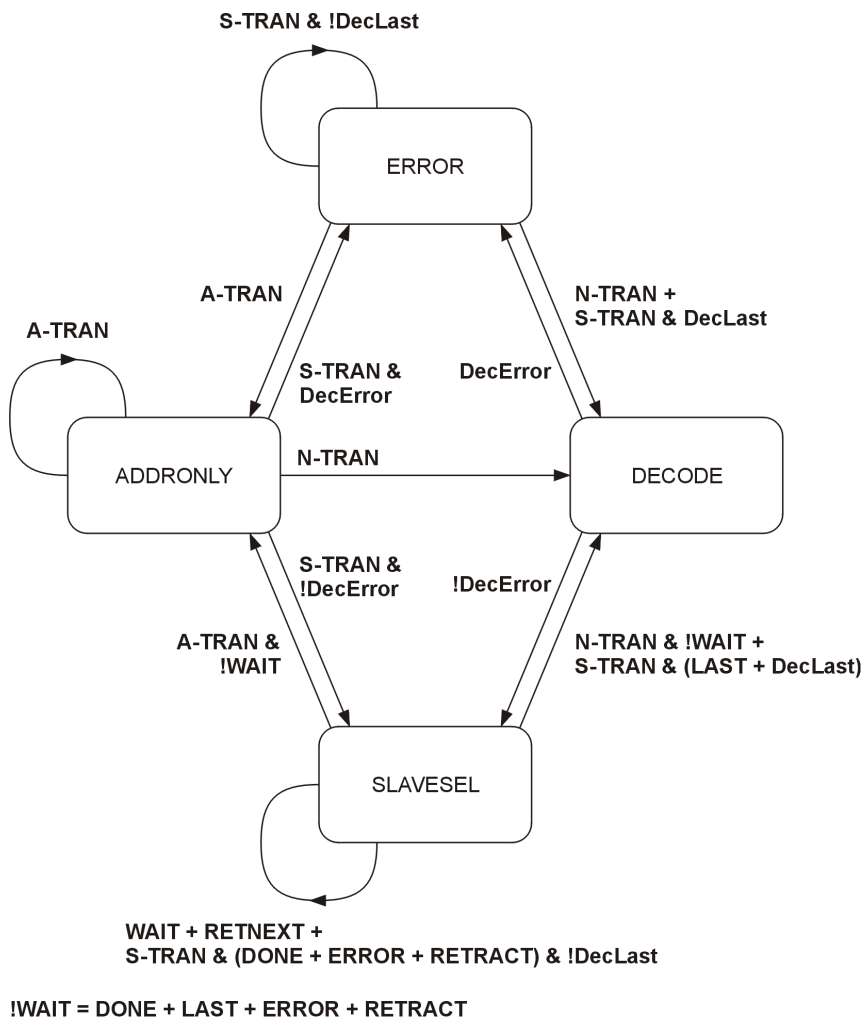 S-TRAN & !DecLast
ERROR
A-TRAN
N-TRAN +
S-TRAN & DecLast
A-TRAN
S-TRAN &
DecError
DecError
N-TRAN
ADDRONLY
DECODE
S-TRAN &
!DecError
!DecError
A-TRAN &
!WAIT
N-TRAN & !WAIT +
S-TRAN & (LAST + DecLast)
SLAVESEL
WAIT + RETNEXT +
S-TRAN & (DONE + ERROR + RETRACT) & !DecLast
!WAIT = DONE + LAST + ERROR + RETRACT